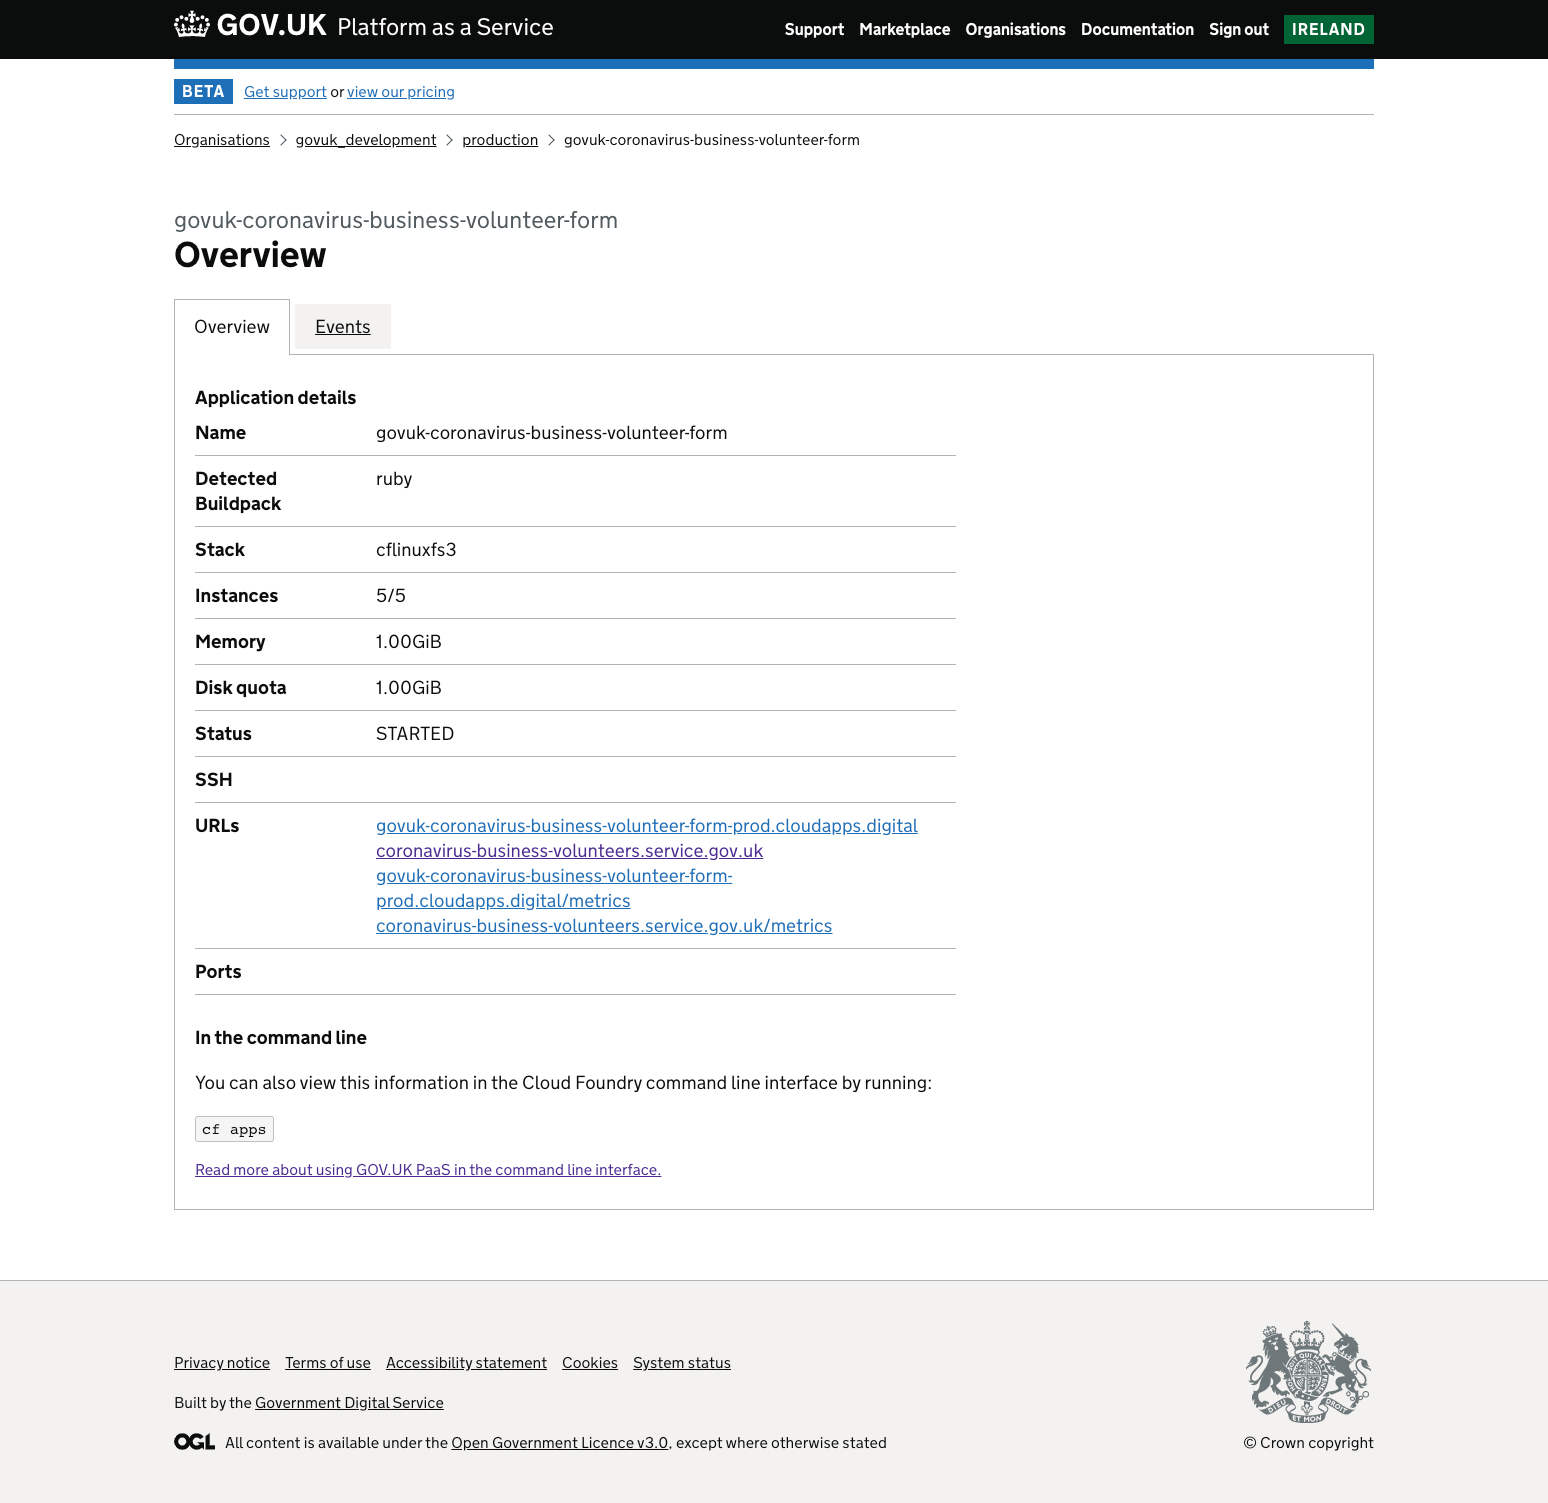 GOV.UK Platform as a Service Support Marketplace Organisations Documentation Sign out IRELAND
BETA Get support or view our pricing
Organisations govuk_development production govuk-coronavirus-business-volunteer-form
govuk-coronavirus-business-volunteer-form
Overview
Overview Events
Application details
Name govuk-coronavirus-business-volunteer-form
Detected ruby
Buildpack
Stack cflinuxfs3
Instances 5/5
Memory 1.00GiB
Disk quota 1.00GiB
Status STARTED
SSH
URLs govuk-coronavirus-business-volunteer-form-prod.cloudapps.digital
coronavirus-business-volunteers.service.gov.uk
govuk-coronavirus-business-volunteer-form-
prod.cloudapps.digital/metrics
coronavirus-business-volunteers.service.gov.uk/metrics
Ports
In the command line
You can also view this information in the Cloud Foundry command line interface by running:
cf apps
Read more about using GOV.UK PaaS in the command line interface.
Privacy notice Terms of use Accessibility statement Cookies System status
Built by the Government Digital Service
DIEU ET MON DROIT
OGL All content is available under the Open Government Licence v3.0, except where otherwise stated
© Crown copyright